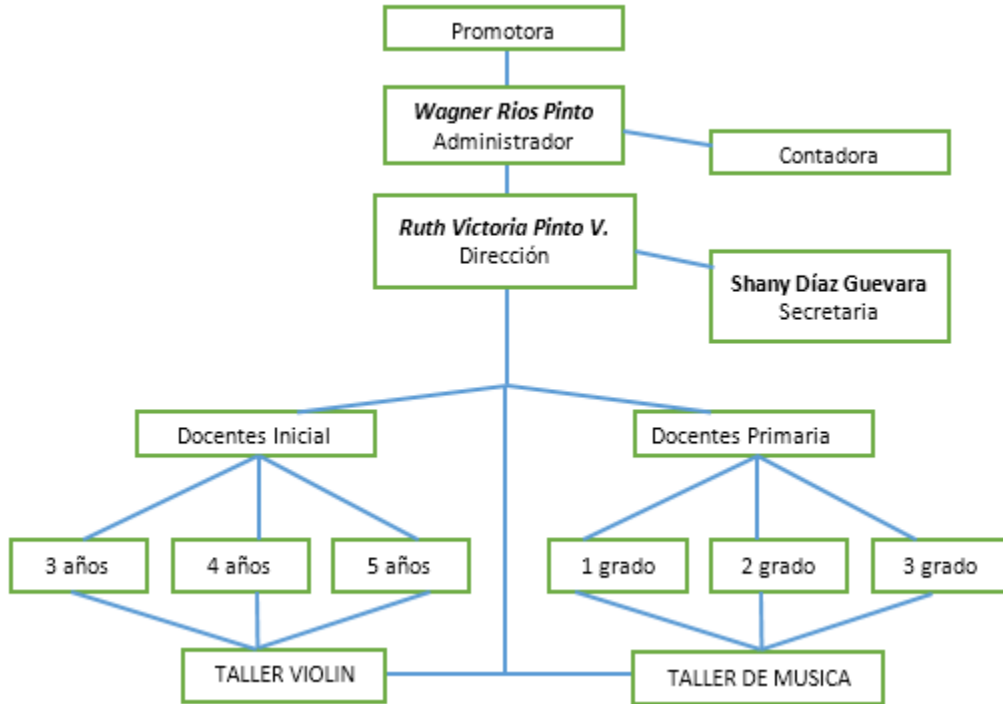 Promotora
Wagner Rios Pinto
Administrador
Contadora
Ruth Victoria Pinto V.
Dirección
Shany Díaz Guevara
Secretaria
Docentes Inicial
Docentes Primaria
3 años
4 años
5 años
1 grado
2 grado
3 grado
TALLER VIOLIN
TALLER DE MUSICA